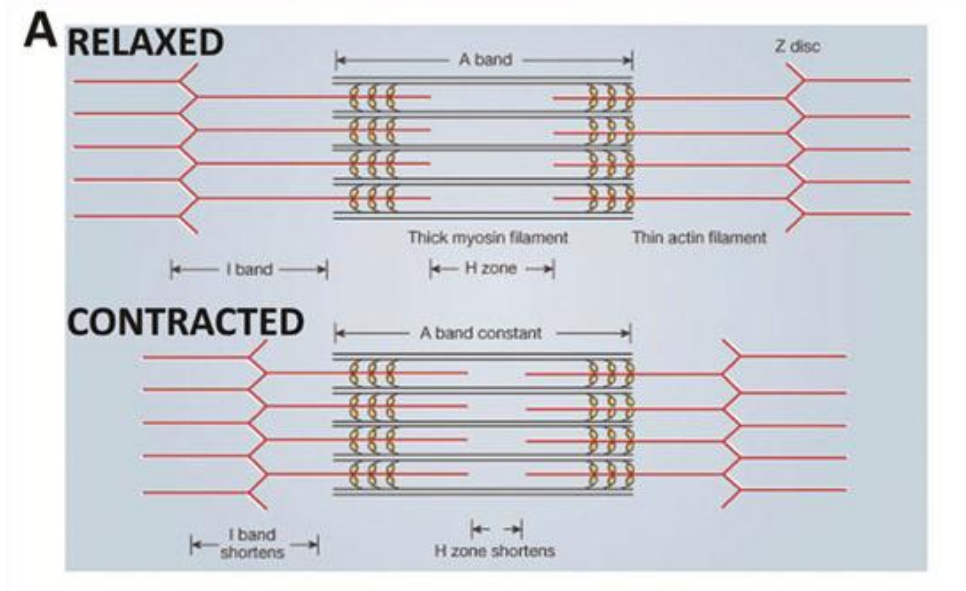 A
RELAXED
A band
Z disc
Thick myosin filament
Thin actin filament
I band
H zone
CONTRACTED
A band constant
I band
shortens
H zone shortens